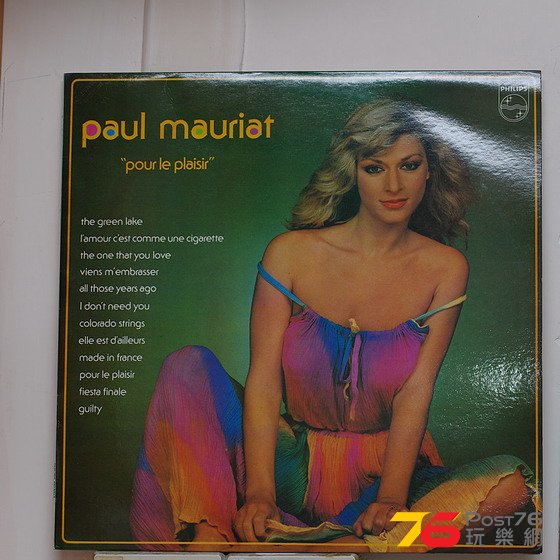 PHILIPS
paul mauriat
"pour le plaisir"
the green lake
l'amour c'est comme une cigarette
the one that you love
viens m'embrasser
all those years ago
I don't need you
colorado strings
elle est d'ailleurs
made in france
pour le plaisir
fiesta finale
guilty
76 POST76
玩樂網